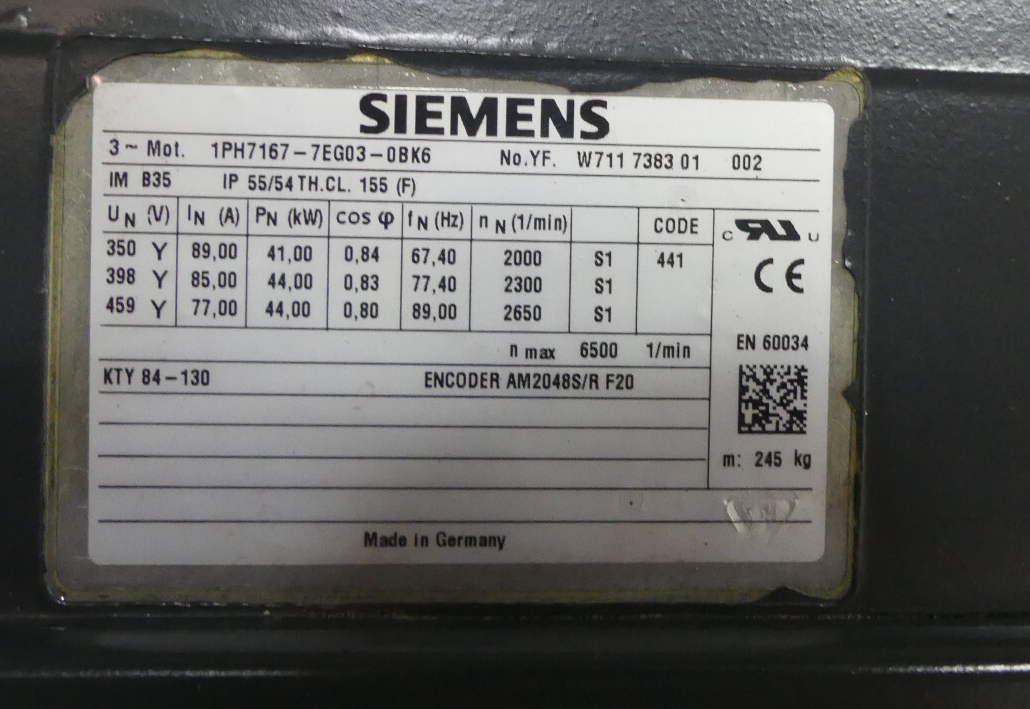 SIEMENS
3 ~ Mot. 1PH7167-7EG03-0BK6 No.YF. W711 7383 01 002
IM B35 IP 55/54 TH.CL. 155 (F)
UN (V) IN (A) PN (kW) cos φ fN (Hz) nN (1/min) CODE
350 Y 89,00 41,00 0,84 67,40 2000 S1 441
398 Y 85,00 44,00 0,83 77,40 2300 S1
459 Y 77,00 44,00 0,80 89,00 2650 S1
C RU US
CE
n max 6500 1/min
EN 60034
KTY 84-130 ENCODER AM2048S/R F20
m: 245 kg
Made in Germany